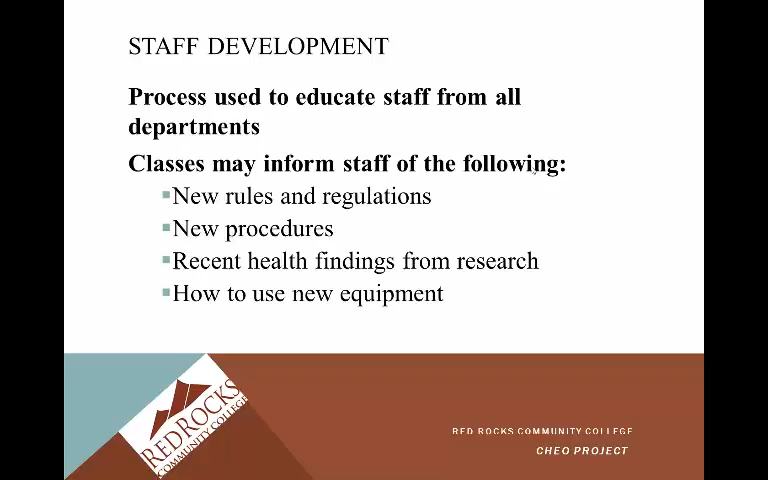 STAFF DEVELOPMENT
Process used to educate staff from all
departments
Classes may inform staff of the following:
▪New rules and regulations
▪New procedures
▪Recent health findings from research
▪How to use new equipment
RED ROCKS
COMMUNITY COLLEGE
RED ROCKS COMMUNITY COLLEGE
CHEO PROJECT